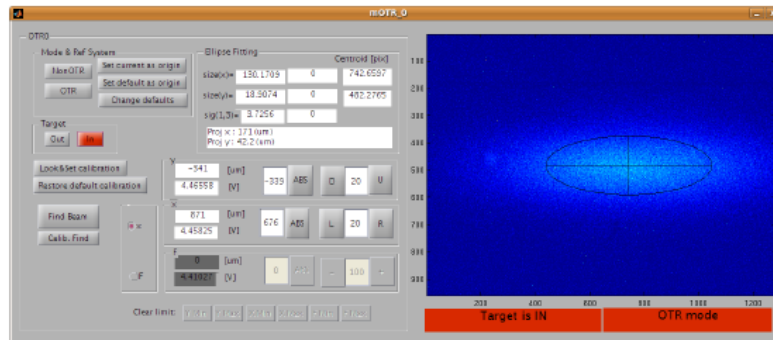 mOTR_0
OTR0
Mode & Ref System
Non OTR
OTR
Set current as origin
Set default as origin
Change defaults
Target
Out
In
Ellipse Fitting
Centroid [pix]
size(x)= 130.1709 0 742.6597
size(y)= 18.9074 0 482.2765
sig(1,3)= 3.7256 0
Proj x : 171 (um)
Proj y : 42.2 (um)
Look&Set calibration
Restore default calibration
Find Beam
Calib. Find
Y
-541 [um]
4.46558 [V]
-339 ABS D 20 U
X
871 [um]
4.45825 [V]
676 ABS L 20 R
x
F
f
0 [um]
[V]
0 - 100 +
Clear limit:
100
200
300
400
500
600
700
800
900
200 400 600 800 1000 1200
Target is IN
OTR mode